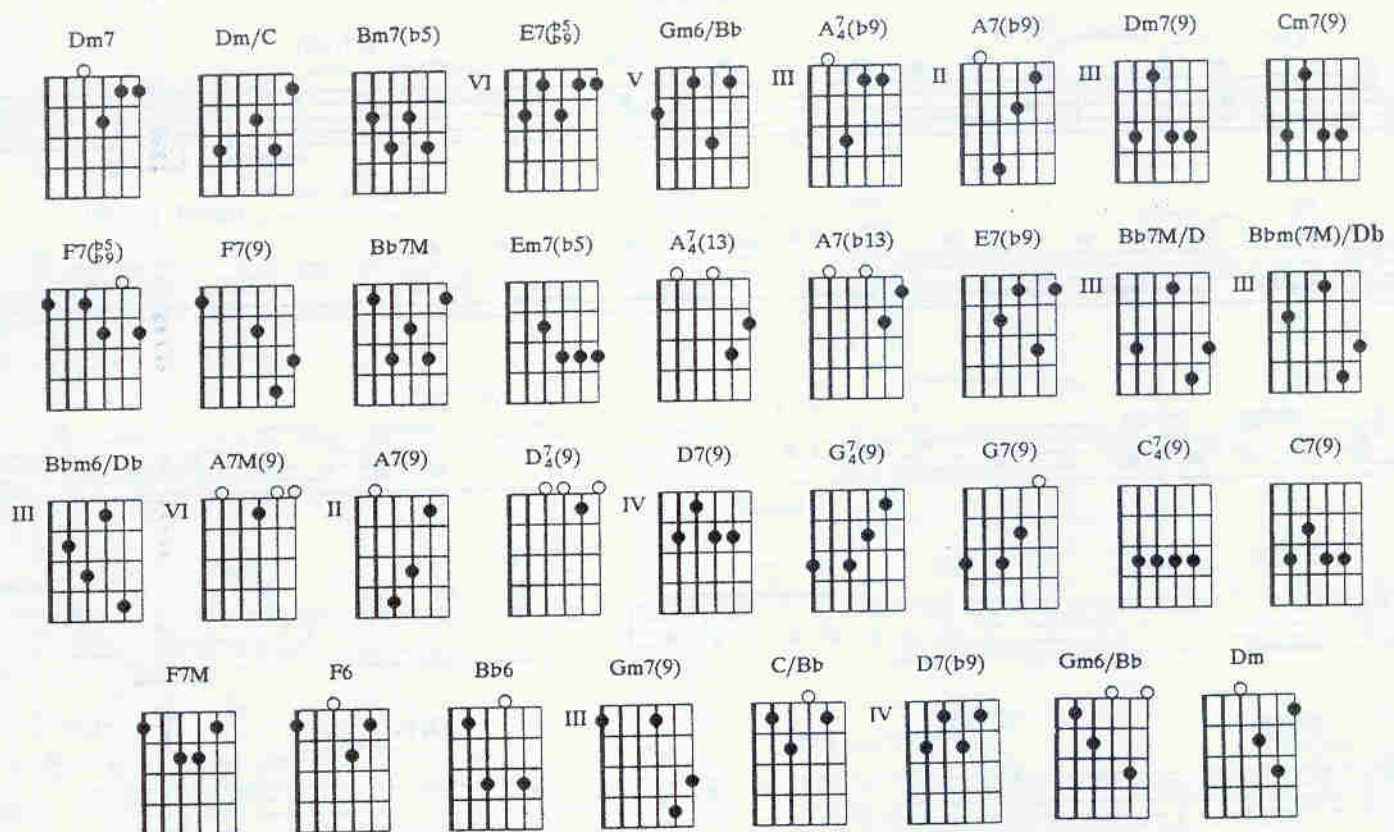 Dm7 Dm/C Bm7(b5) E7(b5 b9) Gm6/Bb A7 4(b9) A7(b9) Dm7(9) Cm7(9)
VI V III II III
F7(b5 b9) F7(9) Bb7M Em7(b5) A7 4(13) A7(b13) E7(b9) Bb7M/D Bbm(7M)/Db
III III
Bbm6/Db A7M(9) A7(9) D7 4(9) D7(9) G7 4(9) G7(9) C7 4(9) C7(9)
III VI II IV
F7M F6 Bb6 Gm7(9) C/Bb D7(b9) Gm6/Bb Dm
III IV